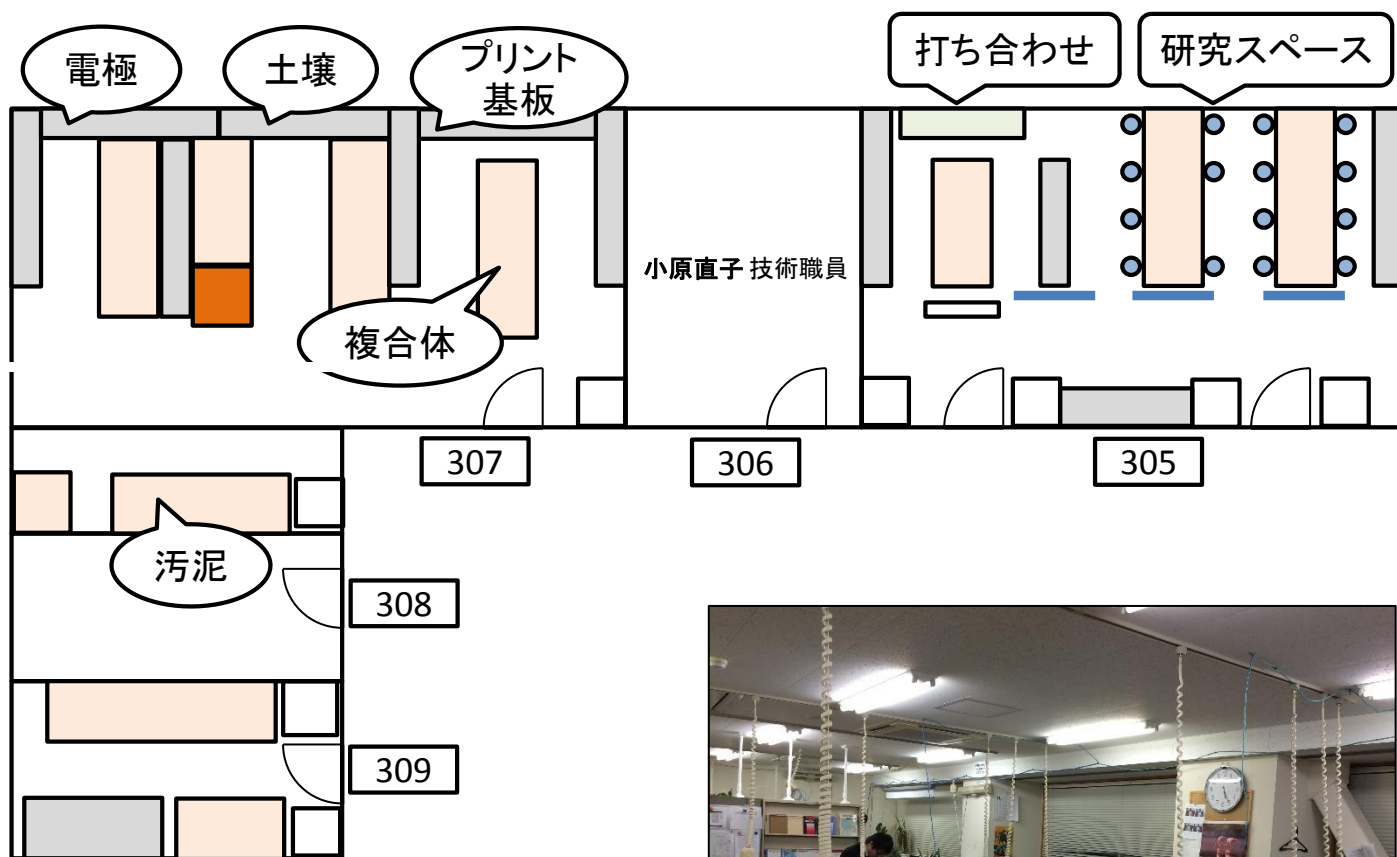 電極
土壌
プリント
基板
打ち合わせ
研究スペース
小原直子 技術職員
複合体
307
306
305
汚泥
308
309